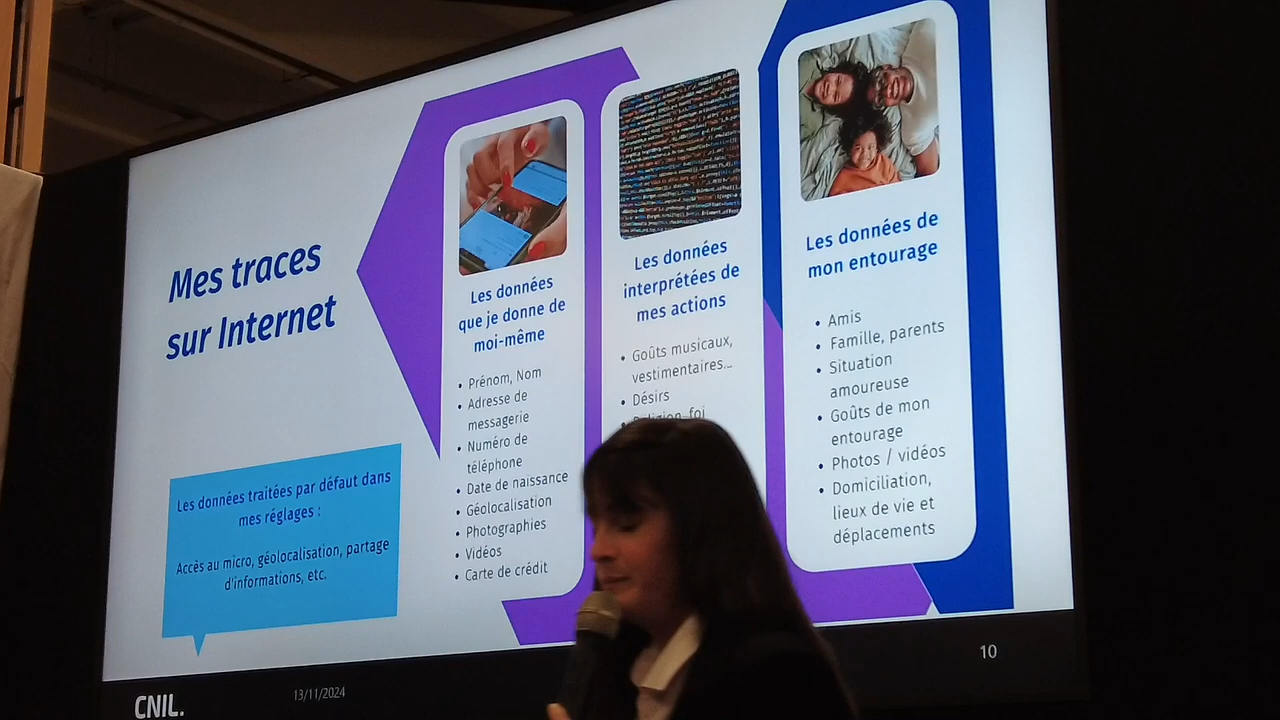 Mes traces
sur Internet
Les données traitées par défaut dans
mes réglages :
Accès au micro, géolocalisation, partage
d'informations, etc.
Les données
que je donne de
moi-même
• Prénom, Nom
• Adresse de
messagerie
• Numéro de
téléphone
• Date de naissance
• Géolocalisation
• Photographies
• Vidéos
• Carte de crédit
Les données
interprétées de
mes actions
• Goûts musicaux,
vestimentaires...
• Désirs
• Religion, foi
Les données de
mon entourage
• Amis
• Famille, parents
• Situation
amoureuse
• Goûts de mon
entourage
• Photos / vidéos
• Domiciliation,
lieux de vie et
déplacements
CNIL.
13/11/2024
10